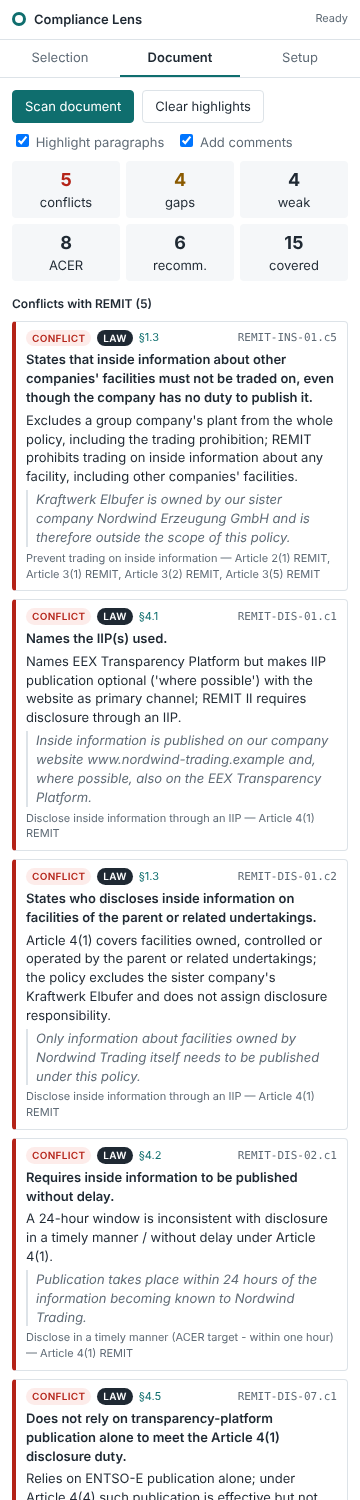 Compliance Lens Ready
Selection Document Setup
Scan document Clear highlights
Highlight paragraphs Add comments
5 4 4
conflicts gaps weak
8 6 15
ACER recomm. covered
Conflicts with REMIT (5)
CONFLICT LAW §1.3 REMIT-INS-01.c5
States that inside information about other
companies' facilities must not be traded on, even
though the company has no duty to publish it.
Excludes a group company's plant from the whole
policy, including the trading prohibition; REMIT
prohibits trading on inside information about any
facility, including other companies' facilities.
Kraftwerk Elbufer is owned by our sister
company Nordwind Erzeugung GmbH and is
therefore outside the scope of this policy.
Prevent trading on inside information — Article 2(1) REMIT,
Article 3(1) REMIT, Article 3(2) REMIT, Article 3(5) REMIT
CONFLICT LAW §4.1 REMIT-DIS-01.c1
Names the IIP(s) used.
Names EEX Transparency Platform but makes IIP
publication optional ('where possible') with the
website as primary channel; REMIT II requires
disclosure through an IIP.
Inside information is published on our company
website www.nordwind-trading.example and,
where possible, also on the EEX Transparency
Platform.
Disclose inside information through an IIP — Article 4(1)
REMIT
CONFLICT LAW §1.3 REMIT-DIS-01.c2
States who discloses inside information on
facilities of the parent or related undertakings.
Article 4(1) covers facilities owned, controlled or
operated by the parent or related undertakings;
the policy excludes the sister company's
Kraftwerk Elbufer and does not assign disclosure
responsibility.
Only information about facilities owned by
Nordwind Trading itself needs to be published
under this policy.
Disclose inside information through an IIP — Article 4(1)
REMIT
CONFLICT LAW §4.2 REMIT-DIS-02.c1
Requires inside information to be published
without delay.
A 24-hour window is inconsistent with disclosure
in a timely manner / without delay under Article
4(1).
Publication takes place within 24 hours of the
information becoming known to Nordwind
Trading.
Disclose in a timely manner (ACER target - within one hour)
— Article 4(1) REMIT
CONFLICT LAW §4.5 REMIT-DIS-07.c1
Does not rely on transparency-platform
publication alone to meet the Article 4(1)
disclosure duty.
Relies on ENTSO-E publication alone; under
Article 4(4) such publication is effective but not